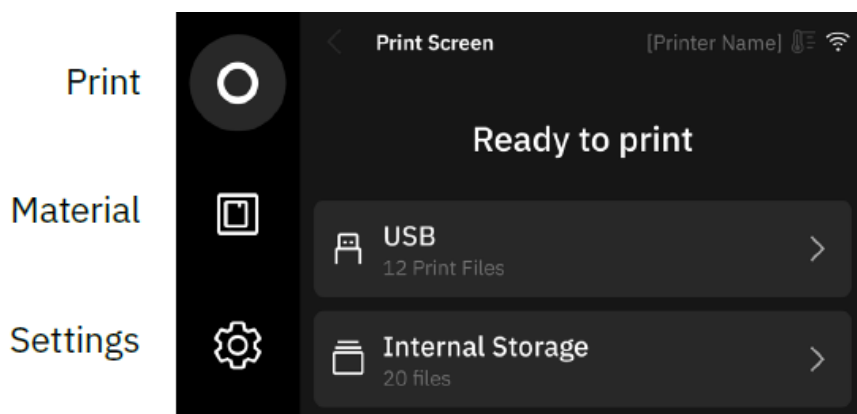 Print
Material
Settings
Print Screen
[Printer Name]
Ready to print
USB
12 Print Files
Internal Storage
20 files